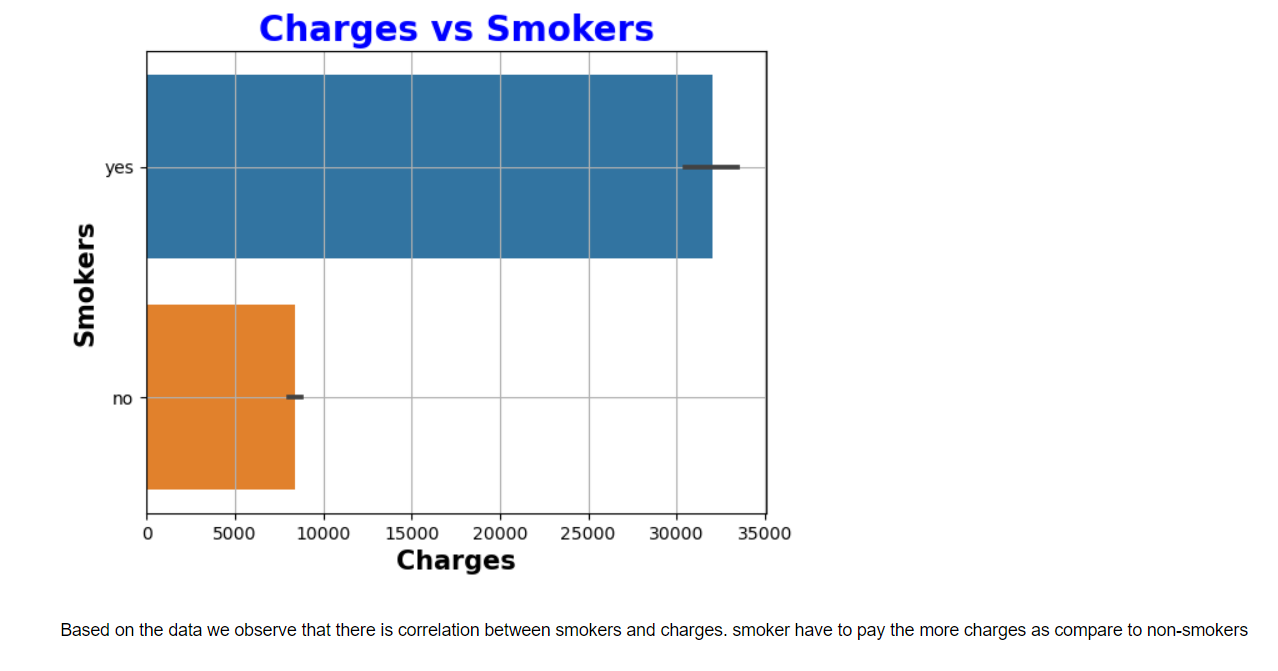 Charges vs Smokers
yes
Smokers
no
0 5000 10000 15000 20000 25000 30000 35000
Charges
Based on the data we observe that there is correlation between smokers and charges. smoker have to pay the more charges as compare to non-smokers